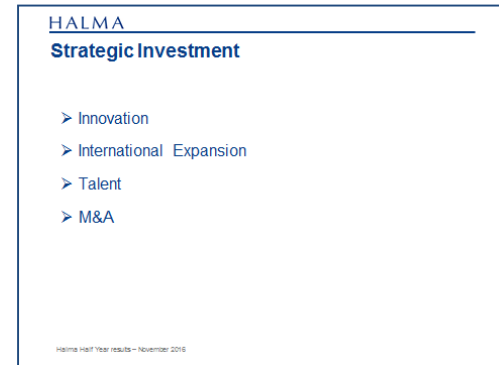 HALMA
Strategic Investment
➢ Innovation
➢ International Expansion
➢ Talent
➢ M&A
Halma Half Year results – November 2016